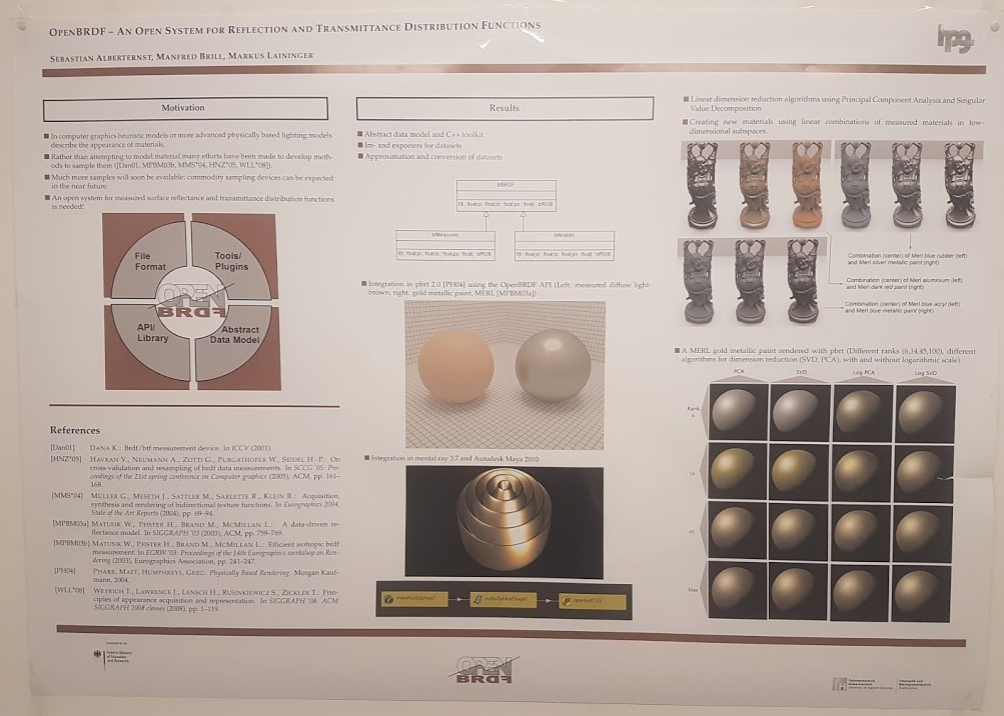 OPENBRDF – AN OPEN SYSTEM FOR REFLECTION AND TRANSMITTANCE DISTRIBUTION FUNCTIONS
SEBASTIAN ALBERTERNST, MANFRED BRILL, MARKUS LAININGER
hpg
Motivation
In computer graphics heuristic models or more advanced physically based lighting models
describe the appearance of materials.
Rather than attempting to model material many efforts have been made to develop meth-
ods to sample them ([Dan01, MPBM03b, MMS*04, HNZ*05, WLL*08]).
Much more samples will soon be available: commodity sampling devices can be expected
in the near future.
An open system for measured surface reflectance and transmittance distribution functions
is needed!
File
Format
Tools/
Plugins
OPEN
BRDF
API/
Library
Abstract
Data Model
References
[Dan01] DANA K.: Brdf/btf measurement device. In ICCV (2001)
[HNZ*05] HAVRAN V., NEUMANN A., ZOTTI G., PURGATHOFER W., SEIDEL H.-P.: On
cross-validation and resampling of brdf data measurements. In SCCG '05: Pro-
ceedings of the 21st spring conference on Computer graphics (2005), ACM, pp. 161–
168.
[MMS*04] MÜLLER G., MESETH J., SATTLER M., SARLETTE R., KLEIN R.: Acquisition,
synthesis and rendering of bidirectional texture functions. In Eurographics 2004,
State of the Art Reports (2004), pp. 69–94.
[MPBM03a] MATUSIK W., PFISTER H., BRAND M., MCMILLAN L.: A data-driven re-
flectance model. In SIGGRAPH '03 (2003), ACM, pp. 759–769.
[MPBM03b] MATUSIK W., PFISTER H., BRAND M., MCMILLAN L.: Efficient isotropic brdf
measurement. In EGRW '03: Proceedings of the 14th Eurographics workshop on Ren-
dering (2003), Eurographics Association, pp. 241–247.
[PH04] PHARR, MATT, HUMPHREYS, GREG: Physically Based Rendering. Morgan Kauf-
mann, 2004.
[WLL*08] WEYRICH T., LAWRENCE J., LENSCH H., RUSINKIEWICZ S., ZICKLER T.: Prin-
ciples of appearance acquisition and representation. In SIGGRAPH '08: ACM
SIGGRAPH 2008 classes (2008), pp. 1–119.
Results
Abstract data model and C++ toolkit
Im- and exporters for datasets
Approximation and conversion of datasets
Integration in pbrt 2.0 [PH04] using the OpenBRDF API (Left: measured diffuse light-
brown, right: gold metallic paint, MERL [MPBM03a])
Integration in mental ray 3.7 and Autodesk Maya 2010
Linear dimension reduction algorithms using Principal Component Analysis and Singular
Value Decomposition
Creating new materials using linear combinations of measured materials in low-
dimensional subspaces.
Combination (center) of Merl blue rubber (left)
and Merl silver metallic paint (right)
Combination (center) of Merl aluminium (left)
and Merl dark red paint (right)
Combination (center) of Merl blue acryl (left)
and Merl blue metallic paint (right)
A MERL gold metallic paint rendered with pbrt (Different ranks (6,14,45,100), different
algorithms for dimension reduction (SVD, PCA), with and without logarithmic scale).
PCA SVD Log PCA Log SVD
Rank
6
14
45
Max
Federal Ministry
of Education
and Research
OPEN
BRDF